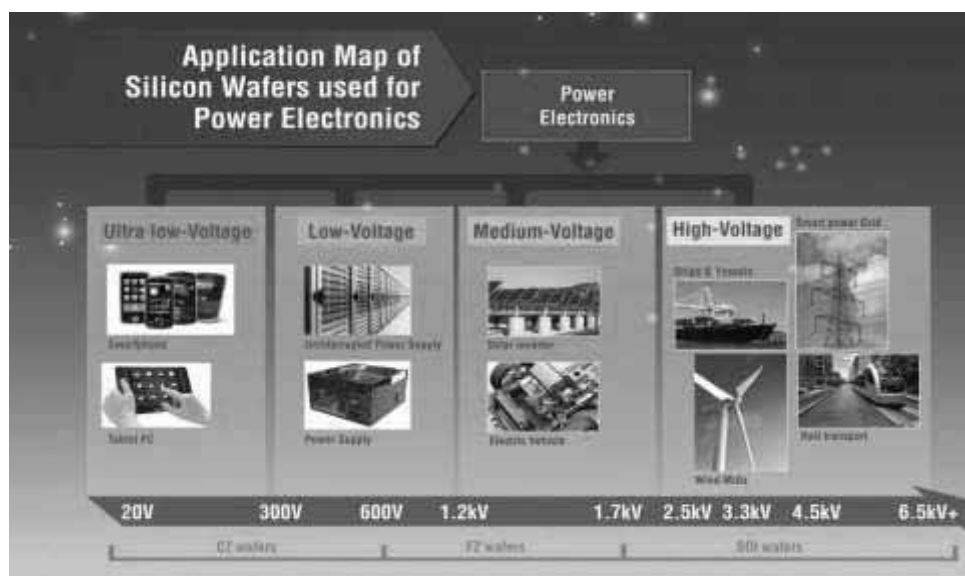 Application Map of
Silicon Wafers used for
Power Electronics
Power
Electronics
Ultra low-Voltage
Smartphone
Tablet PC
Low-Voltage
Uninterrupted Power Supply
Power Supply
Medium-Voltage
Solar inverter
Electric Vehicle
High-Voltage
Smart power Grid
Ships & Vessels
Wind Mills
Rail transport
20V 300V 600V 1.2kV 1.7kV 2.5kV 3.3kV 4.5kV 6.5kV+
CZ wafers FZ wafers SOI wafers